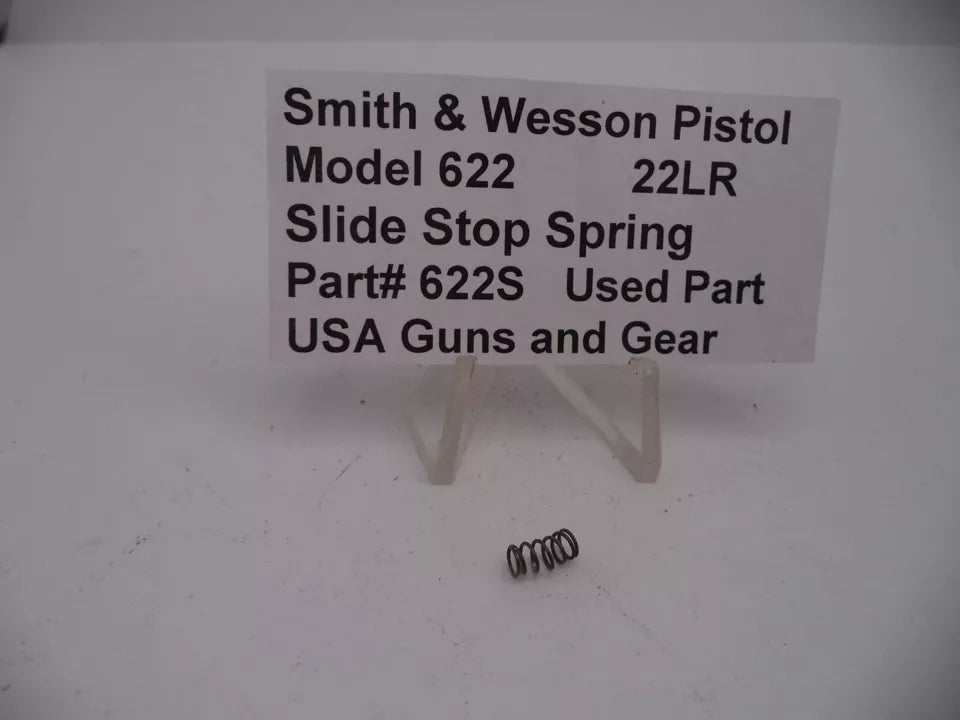 Smith & Wesson Pistol
Model 622 22LR
Slide Stop Spring
Part# 622S Used Part
USA Guns and Gear